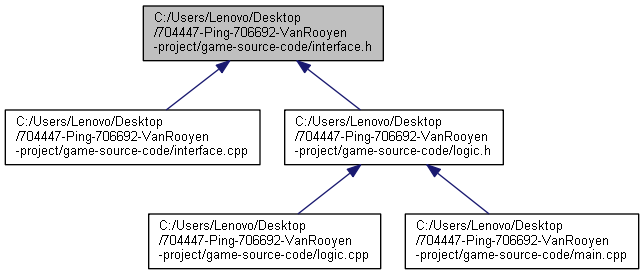 C:/Users/Lenovo/Desktop
/704447-Ping-706692-VanRooyen
-project/game-source-code/interface.h
C:/Users/Lenovo/Desktop
/704447-Ping-706692-VanRooyen
-project/game-source-code/interface.cpp
C:/Users/Lenovo/Desktop
/704447-Ping-706692-VanRooyen
-project/game-source-code/logic.h
C:/Users/Lenovo/Desktop
/704447-Ping-706692-VanRooyen
-project/game-source-code/logic.cpp
C:/Users/Lenovo/Desktop
/704447-Ping-706692-VanRooyen
-project/game-source-code/main.cpp